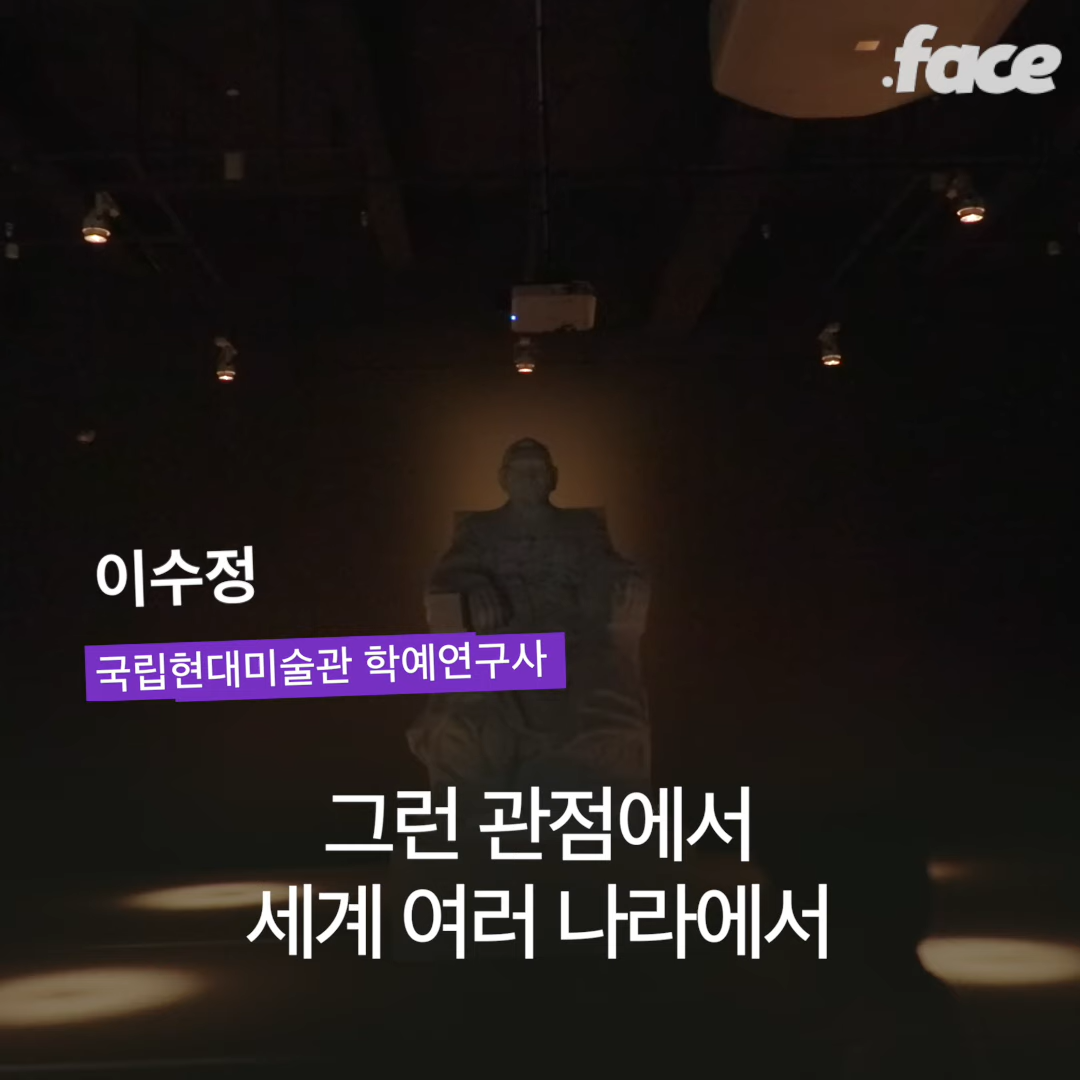 .face
이수정
국립현대미술관 학예연구사
그런 관점에서
세계 여러 나라에서